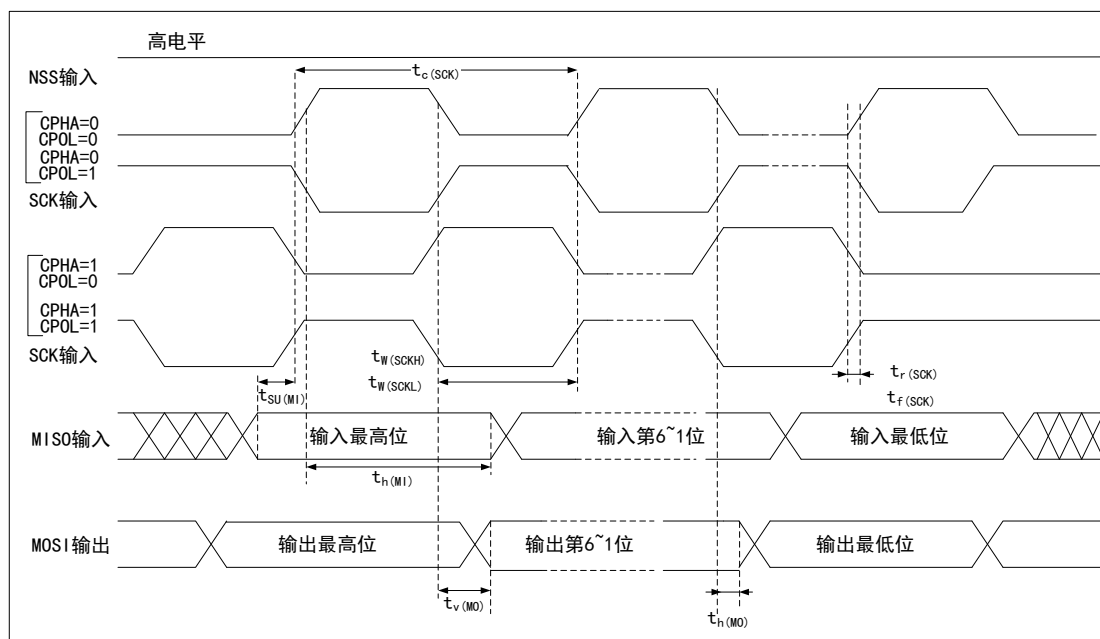 高电平
NSS输入
tc(SCK)
CPHA=0
CPOL=0
CPHA=0
CPOL=1
SCK输入
CPHA=1
CPOL=0
CPHA=1
CPOL=1
SCK输入
tW(SCKH)
tW(SCKL)
tr(SCK)
tf(SCK)
tSU(MI)
MISO输入
输入最高位
输入第6~1位
输入最低位
th(MI)
MOSI输出
输出最高位
输出第6~1位
输出最低位
tv(MO)
th(MO)